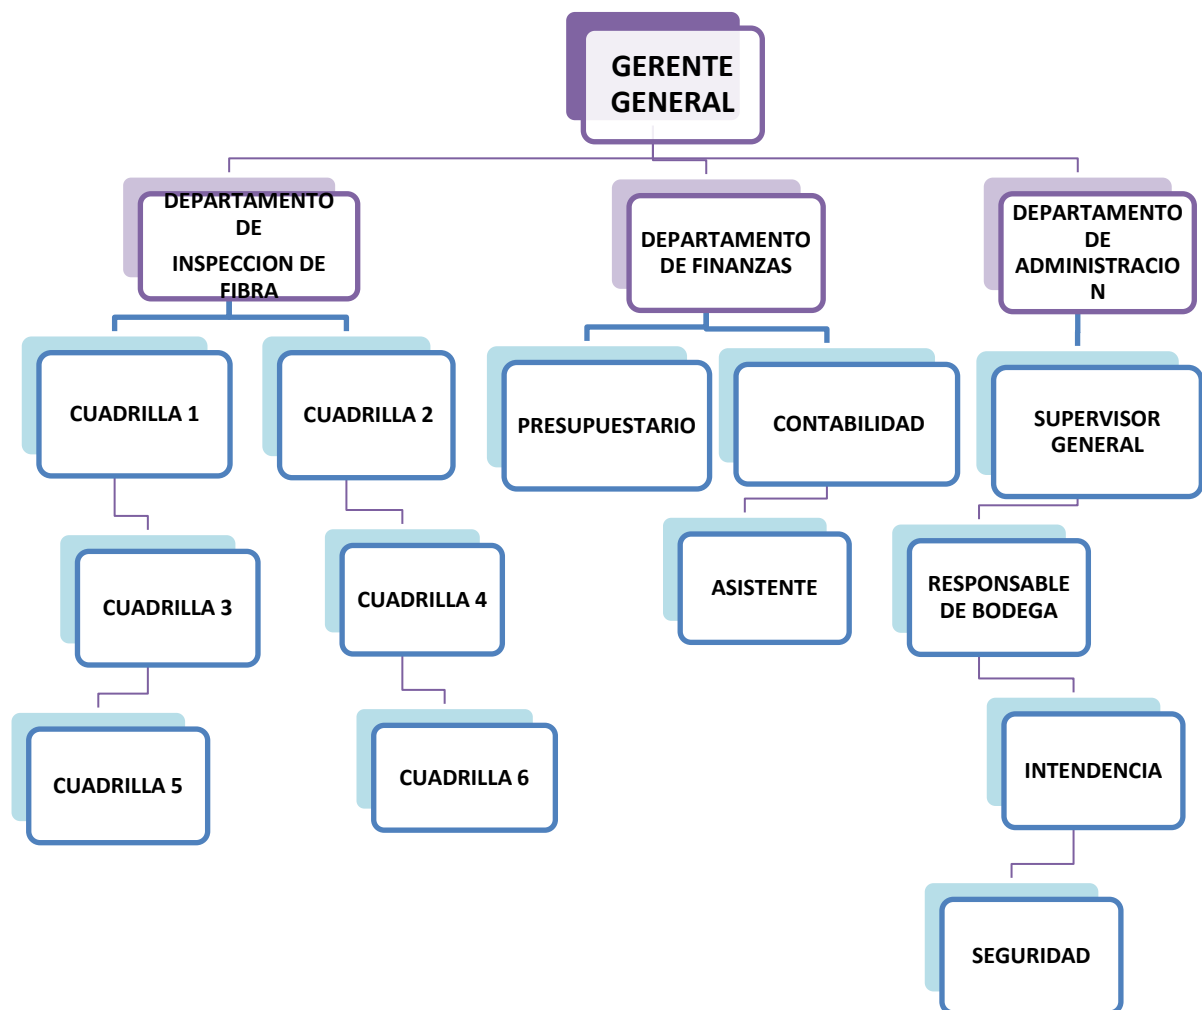 GERENTE
GENERAL
DEPARTAMENTO
DE
INSPECCION DE
FIBRA
DEPARTAMENTO
DE FINANZAS
DEPARTAMENTO
DE
ADMINISTRACIO
N
CUADRILLA 1
CUADRILLA 2
PRESUPUESTARIO
CONTABILIDAD
SUPERVISOR
GENERAL
CUADRILLA 3
CUADRILLA 4
ASISTENTE
RESPONSABLE
DE BODEGA
CUADRILLA 5
CUADRILLA 6
INTENDENCIA
SEGURIDAD